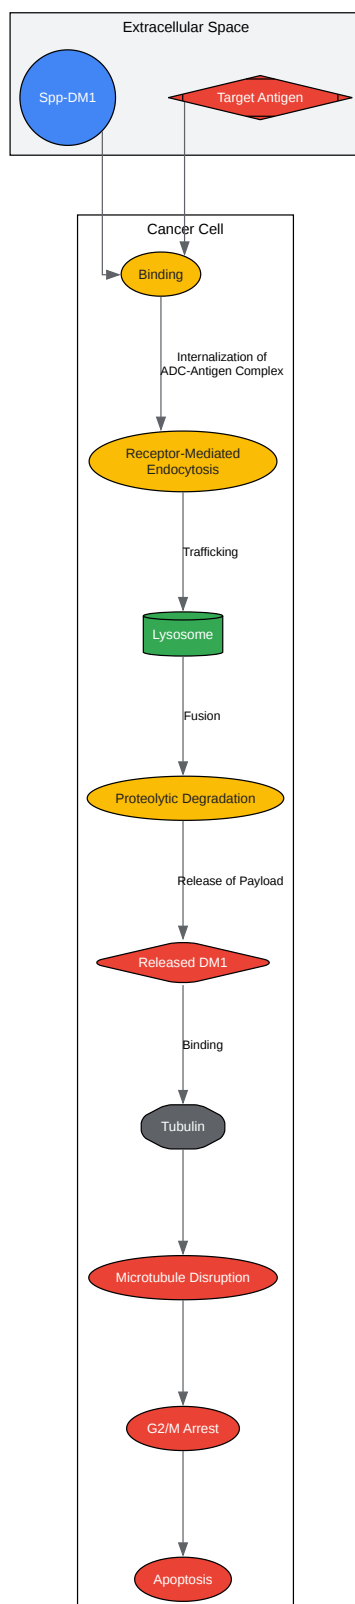 Extracellular Space
Spp-DM1
Target Antigen
Cancer Cell
Binding
Internalization of
ADC-Antigen Complex
Receptor-Mediated
Endocytosis
Trafficking
Lysosome
Fusion
Proteolytic Degradation
Release of Payload
Released DM1
Binding
Tubulin
Microtubule Disruption
G2/M Arrest
Apoptosis